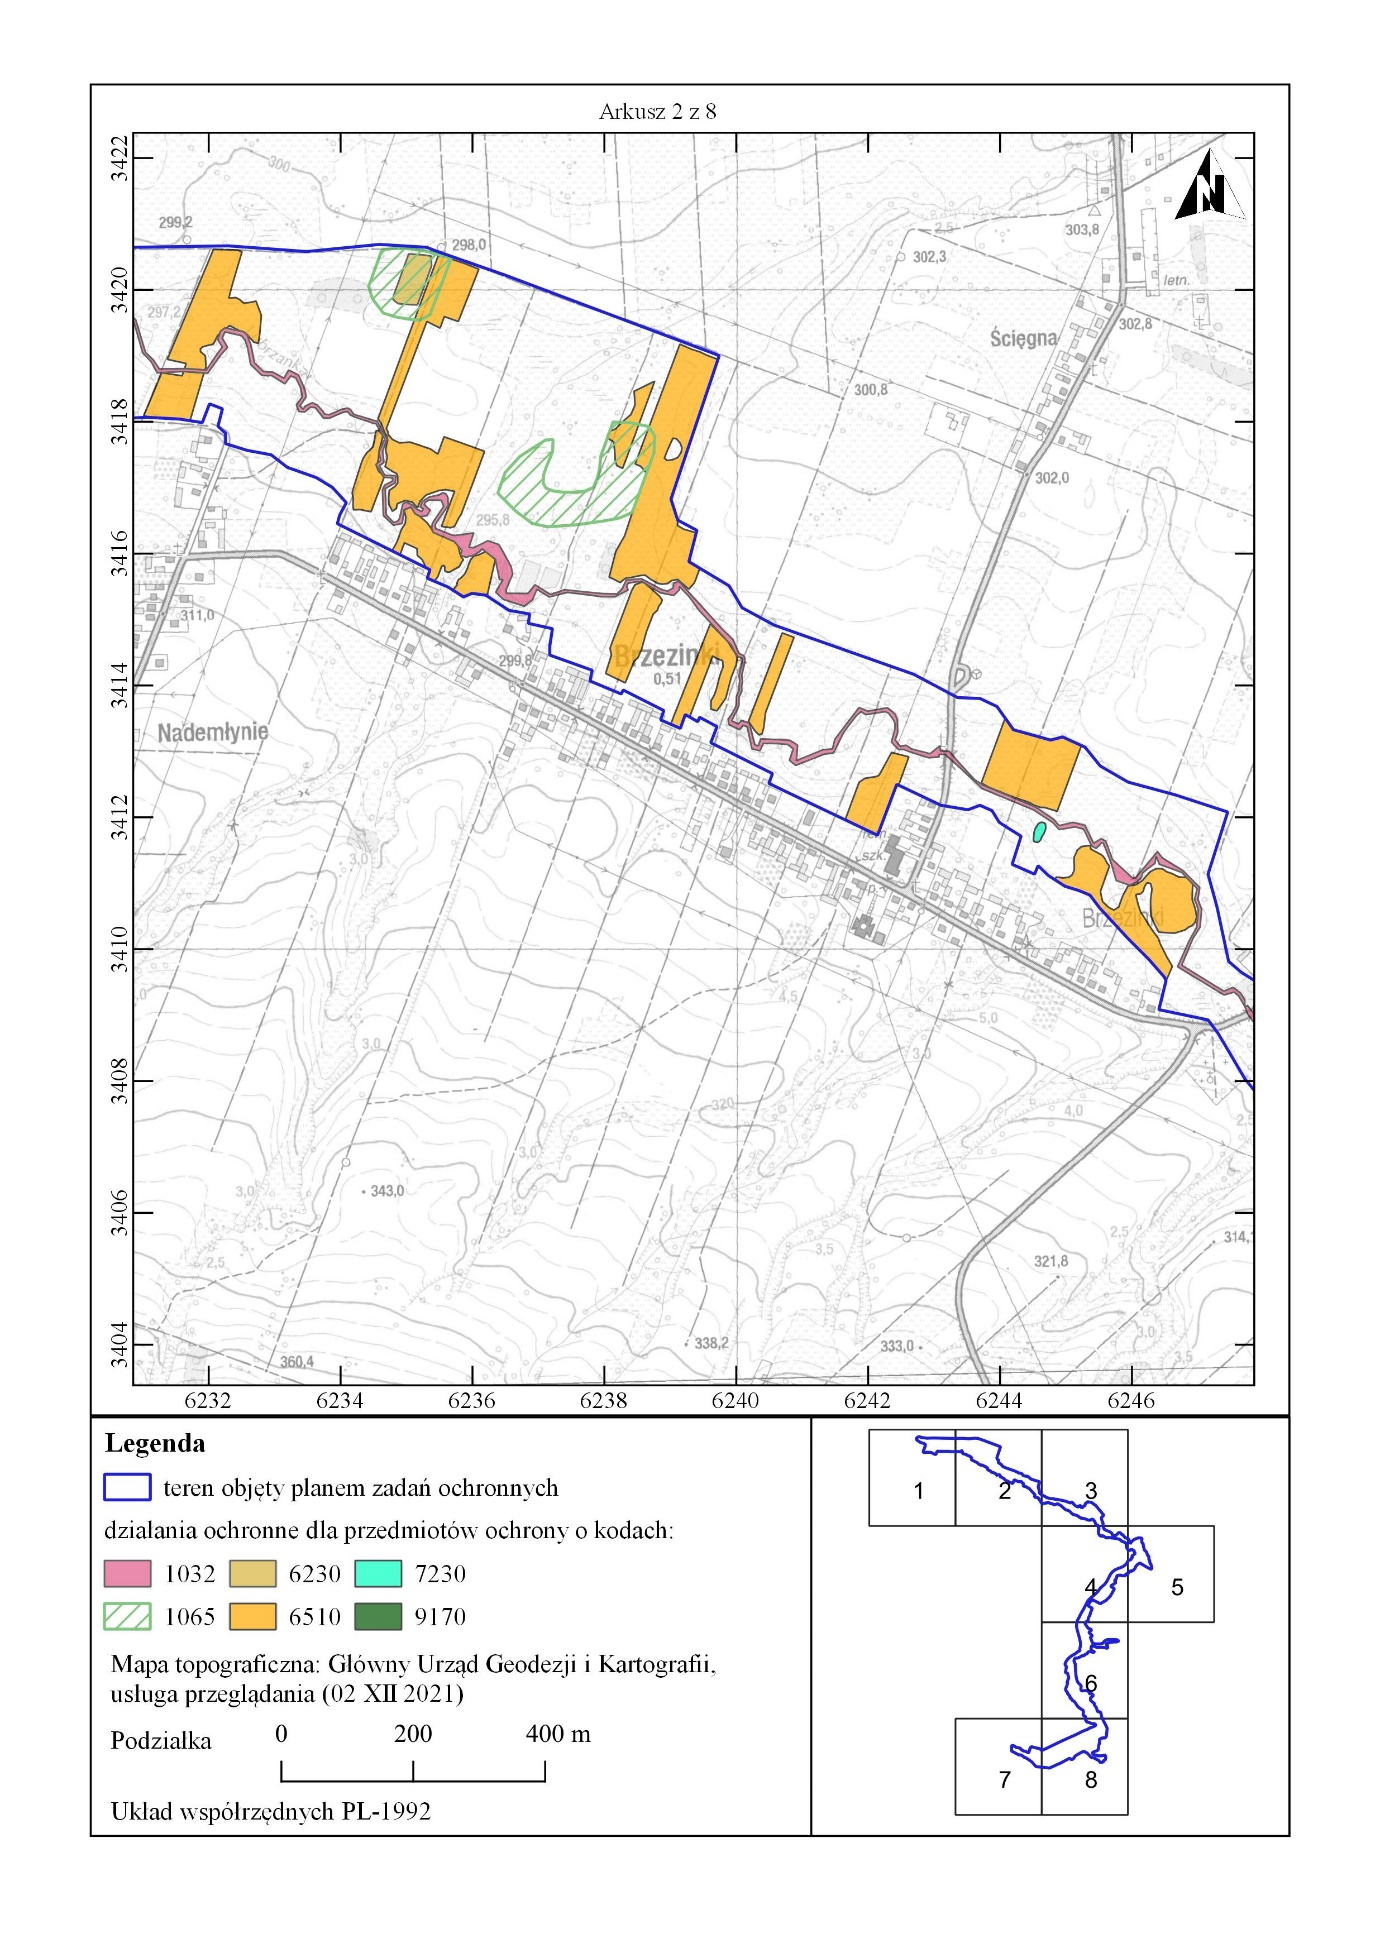 Arkusz 2 z 8
3422
3420
3418
3416
3414
3412
3410
3408
3406
3404
300
299,2
298,0
2,5
303,8
302,3
letn.
297,2
302,8
Ścięgna
300,8
302,0
295,8
311,0
299,8
Brzezinki
0,51
Nademłynie
szk.
3,0
Brzezinki
4,5
5,0
3,0
3,0
320
4,0
2,5
3,0
3,0
343,0
2,5
3,5
2,5
314,
321,8
3,0
338,2
333,0
3,5
360,4
6232 6234 6236 6238 6240 6242 6244 6246
Legenda
teren objęty planem zadań ochronnych
działania ochronne dla przedmiotów ochrony o kodach:
1032 6230 7230
1065 6510 9170
Mapa topograficzna: Główny Urząd Geodezji i Kartografii,
usługa przeglądania (02 XII 2021)
Podziałka 0 200 400 m
Układ współrzędnych PL-1992
1 2 3
4 5
6
7 8